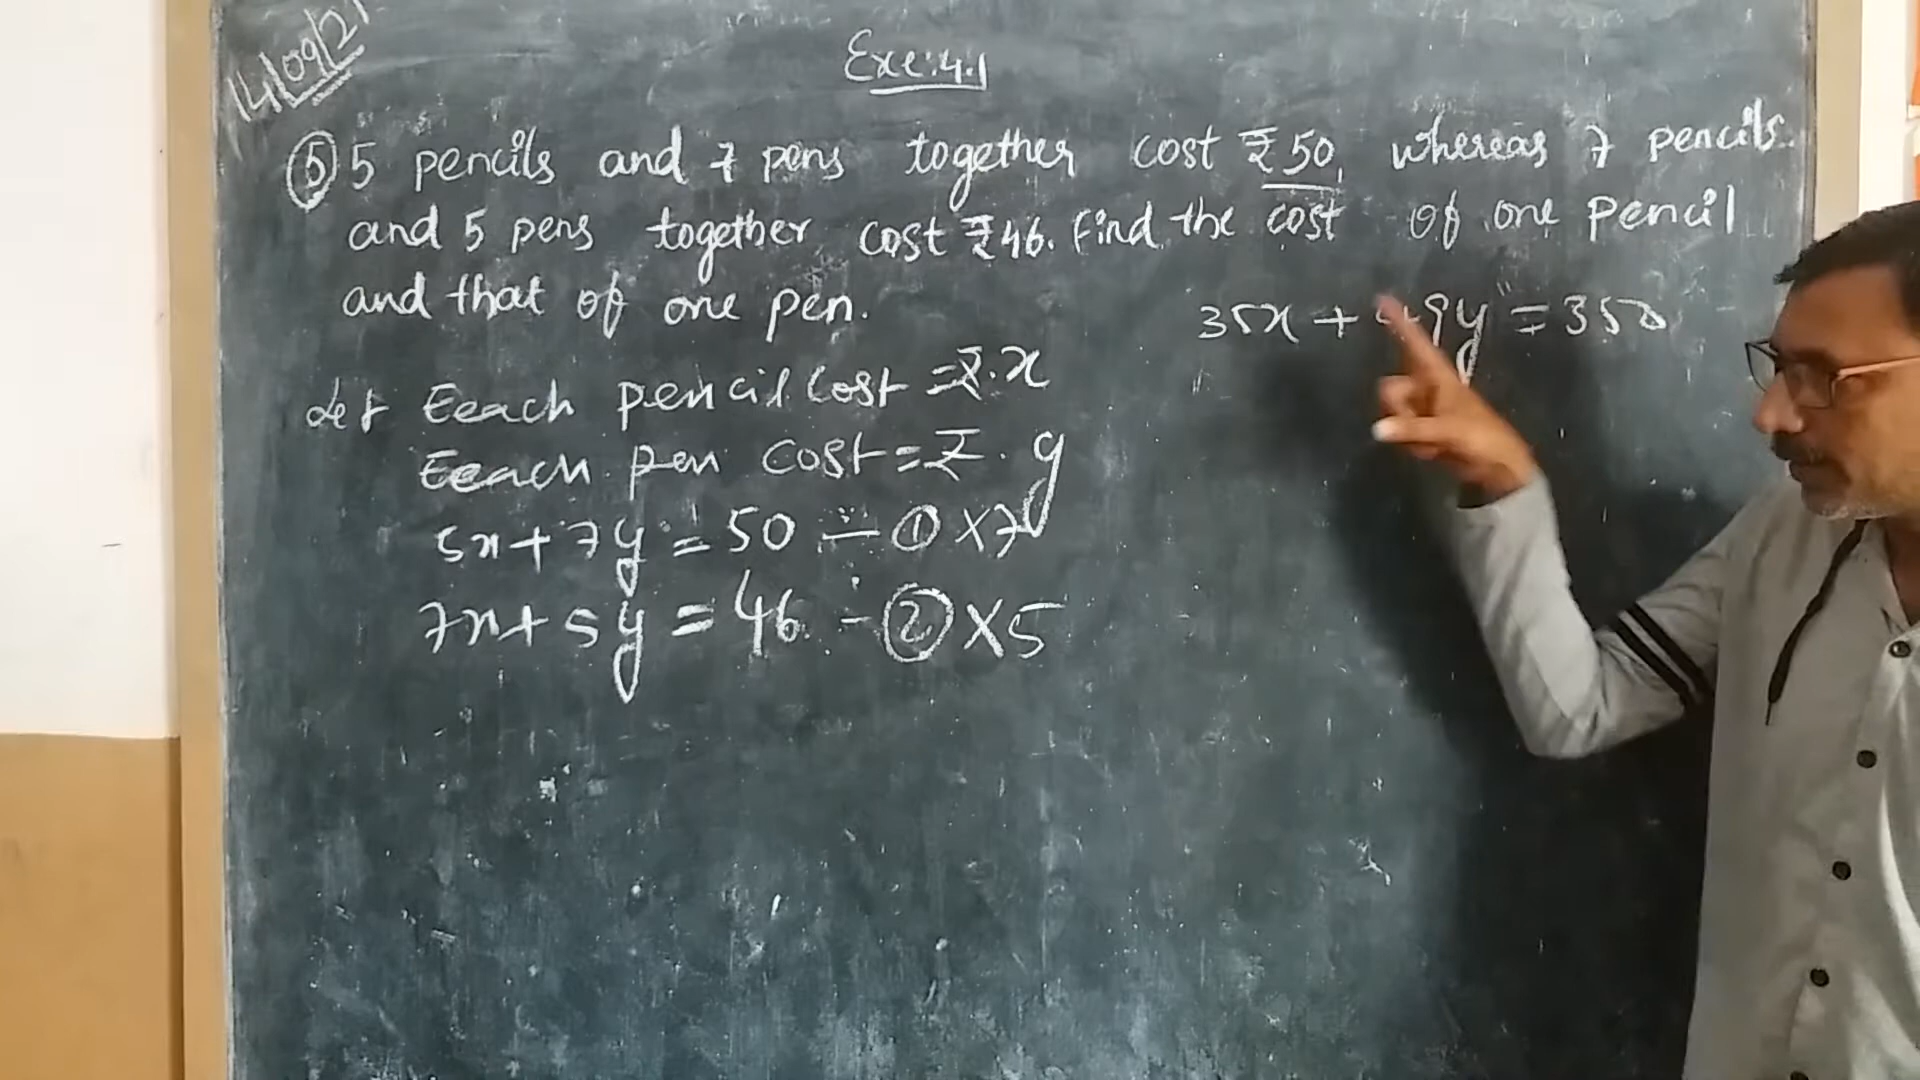 14/09/21
Exe:4.1
⑤ 5 pencils and 7 pens together cost ₹50, whereas 7 pencils
and 5 pens together cost ₹46. Find the cost of one pencil
and that of one pen.
35x + 49y = 350
Let Eeach pencil cost = ₹. x
Eeach pen cost = ₹. y
5x + 7y = 50 - ① X7
7x + 5y = 46 - ② X5